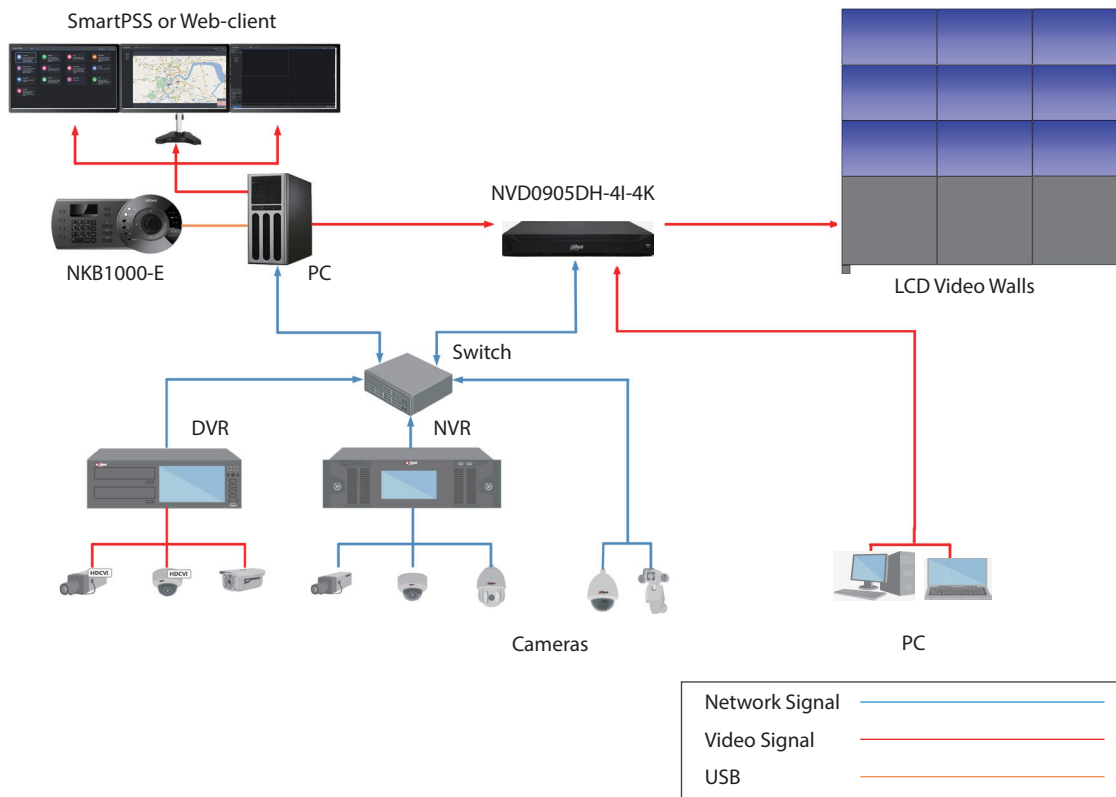 SmartPSS or Web-client
NVD0905DH-4I-4K
alhua
NKB1000-E
PC
LCD Video Walls
Switch
DVR
NVR
HDCVI
HDCVI
Cameras
PC
Network Signal
Video Signal
USB